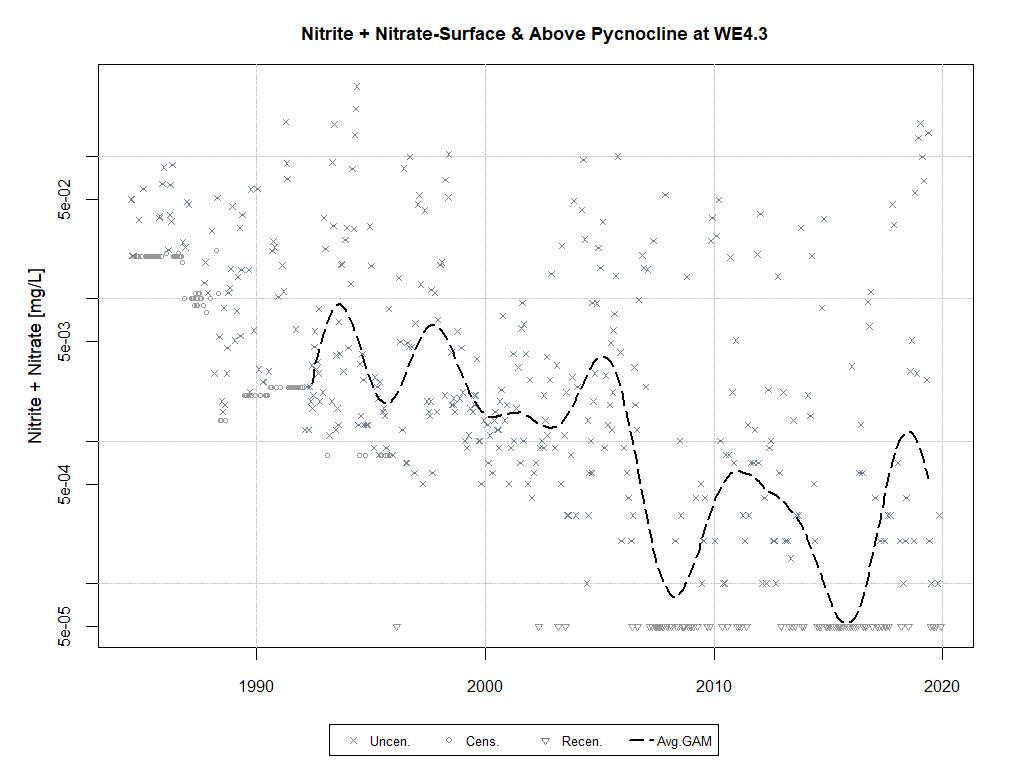 Nitrite + Nitrate-Surface & Above Pycnocline at WE4.3
Nitrite + Nitrate [mg/L]
5e-02
5e-03
5e-04
5e-05
1990 2000 2010 2020
Uncen. Cens. Recen. Avg.GAM